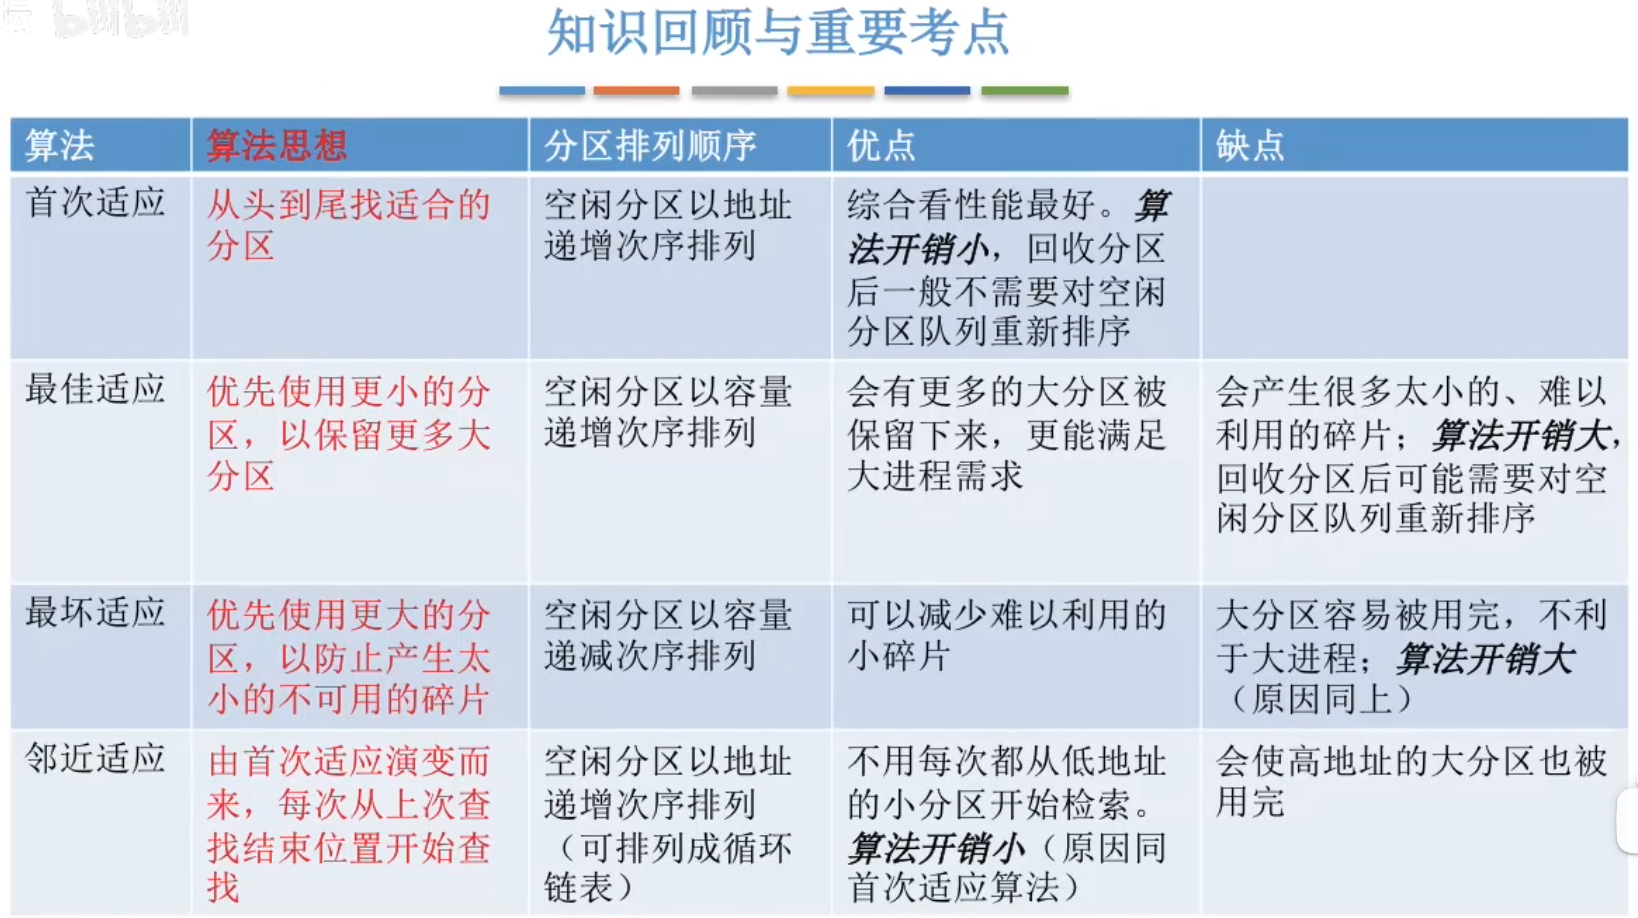 bilibili
知识回顾与重要考点
算法
算法思想
分区排列顺序
优点
缺点
首次适应
从头到尾找适合的
分区
空闲分区以地址
递增次序排列
综合看性能最好。算
法开销小，回收分区
后一般不需要对空闲
分区队列重新排序
最佳适应
优先使用更小的分
区，以保留更多大
分区
空闲分区以容量
递增次序排列
会有更多的大分区被
保留下来，更能满足
大进程需求
会产生很多太小的、难以
利用的碎片；算法开销大，
回收分区后可能需要对空
闲分区队列重新排序
最坏适应
优先使用更大的分
区，以防止产生太
小的不可用的碎片
空闲分区以容量
递减次序排列
可以减少难以利用的
小碎片
大分区容易被用完，不利
于大进程；算法开销大
（原因同上）
邻近适应
由首次适应演变而
来，每次从上次查
找结束位置开始查
找
空闲分区以地址
递增次序排列
（可排列成循环
链表）
不用每次都从低地址
的小分区开始检索。
算法开销小（原因同
首次适应算法）
会使高地址的大分区也被
用完